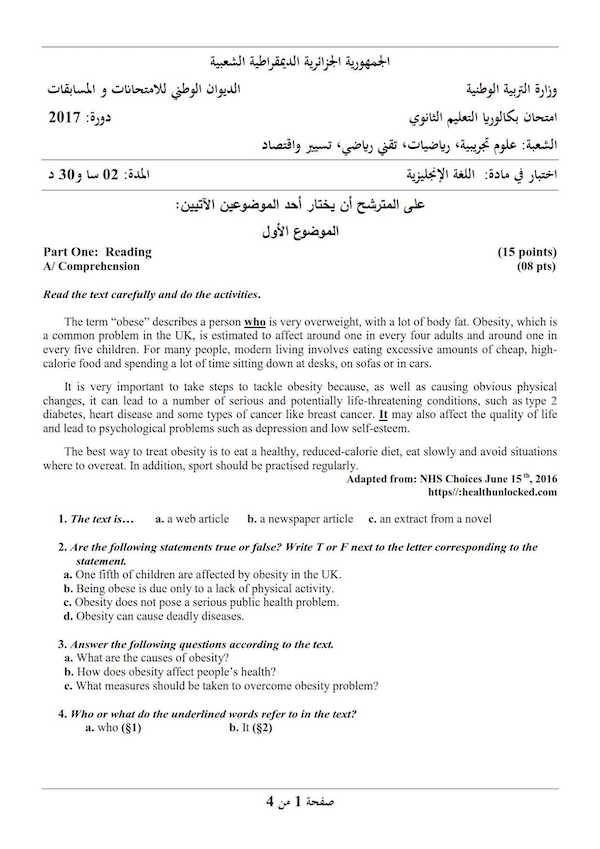 الجمهورية الجزائرية الديمقراطية الشعبية
وزارة التربية الوطنية الديوان الوطني للامتحانات و المسابقات
امتحان بكالوريا التعليم الثانوي دورة: 2017
الشعبة: علوم تجريبية، رياضيات، تقني رياضي، تسيير واقتصاد
اختبار في مادة: اللغة الإنجليزية المدة: 02 سا و30 د
على المترشح أن يختار أحد الموضوعين الآتيين:
الموضوع الأول
Part One: Reading (15 points)
A/ Comprehension (08 pts)
Read the text carefully and do the activities.
The term “obese” describes a person who is very overweight, with a lot of body fat. Obesity, which is
a common problem in the UK, is estimated to affect around one in every four adults and around one in
every five children. For many people, modern living involves eating excessive amounts of cheap, high-
calorie food and spending a lot of time sitting down at desks, on sofas or in cars.
It is very important to take steps to tackle obesity because, as well as causing obvious physical
changes, it can lead to a number of serious and potentially life-threatening conditions, such as type 2
diabetes, heart disease and some types of cancer like breast cancer. It may also affect the quality of life
and lead to psychological problems such as depression and low self-esteem.
The best way to treat obesity is to eat a healthy, reduced-calorie diet, eat slowly and avoid situations
where to overeat. In addition, sport should be practised regularly.
Adapted from: NHS Choices June 15th, 2016
https//:healthunlocked.com
1. The text is… a. a web article b. a newspaper article c. an extract from a novel
2. Are the following statements true or false? Write T or F next to the letter corresponding to the
statement.
a. One fifth of children are affected by obesity in the UK.
b. Being obese is due only to a lack of physical activity.
c. Obesity does not pose a serious public health problem.
d. Obesity can cause deadly diseases.
3. Answer the following questions according to the text.
a. What are the causes of obesity?
b. How does obesity affect people’s health?
c. What measures should be taken to overcome obesity problem?
4. Who or what do the underlined words refer to in the text?
a. who (§1) b. It (§2)
صفحة 1 من 4